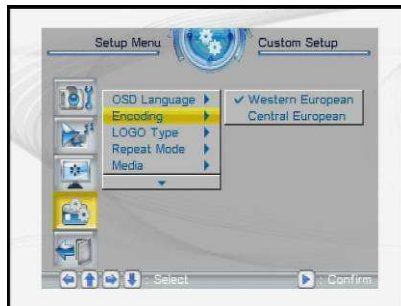 Setup Menu
Custom Setup
OSD Language
Encoding
LOGO Type
Repeat Mode
Media
Western European
Central European
: Select
: Confirm